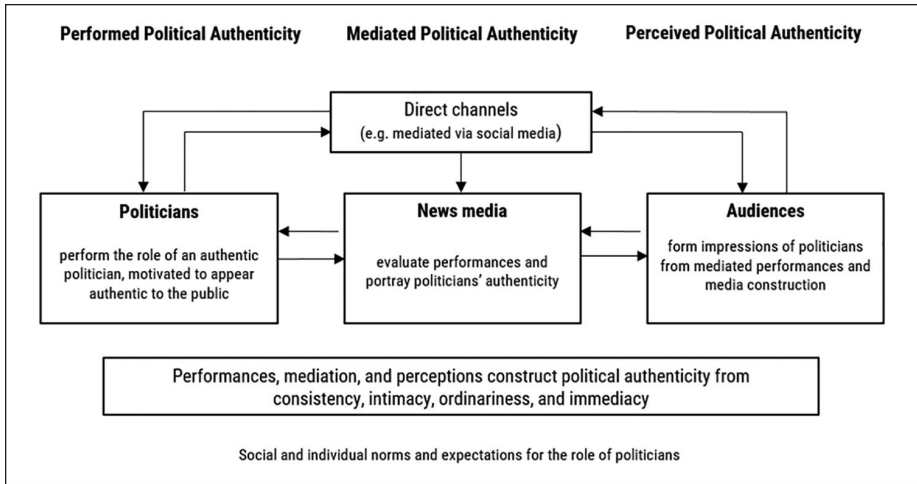 Performed Political Authenticity
Mediated Political Authenticity
Perceived Political Authenticity
Direct channels
(e.g. mediated via social media)
Politicians
perform the role of an authentic
politician, motivated to appear
authentic to the public
News media
evaluate performances and
portray politicians’ authenticity
Audiences
form impressions of politicians
from mediated performances and
media construction
Performances, mediation, and perceptions construct political authenticity from
consistency, intimacy, ordinariness, and immediacy
Social and individual norms and expectations for the role of politicians